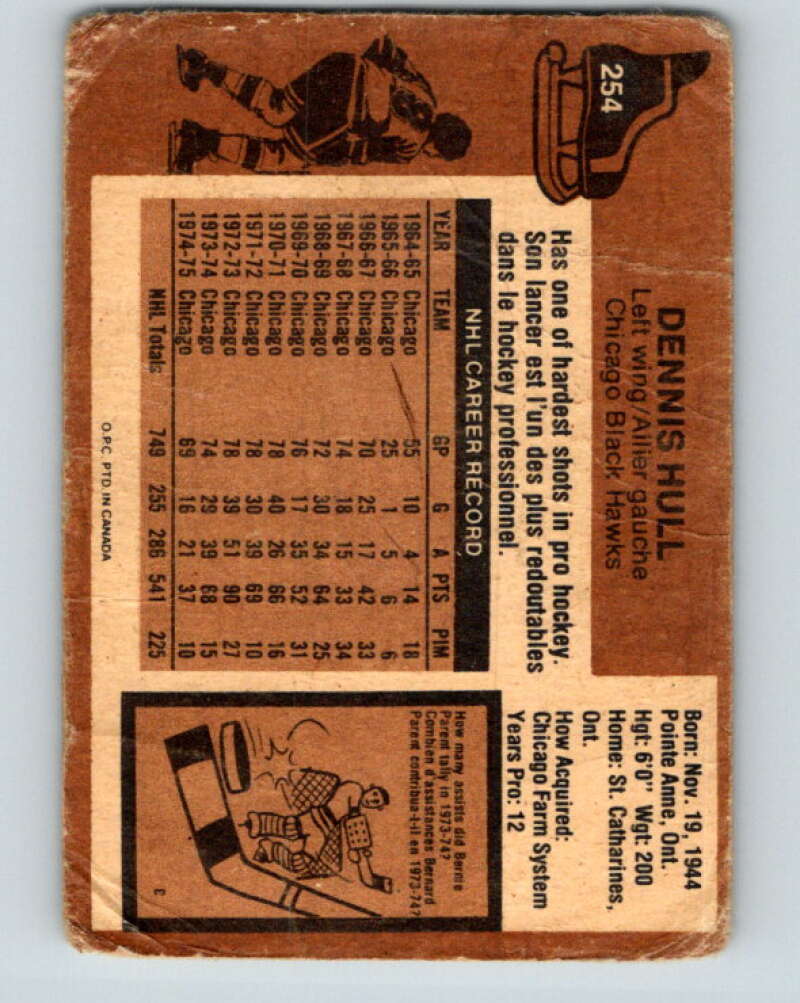 254
DENNIS HULL
Left wing/Ailier gauche
Chicago Black Hawks
Born: Nov. 19, 1944
Pointe Anne, Ont.
Hgt: 6'0" Wgt: 200
Home: St. Catharines,
Ont.
How Acquired:
Chicago Farm System
Years Pro: 12
Has one of hardest shots in pro hockey.
Son lancer est l'un des plus redoutables
dans le hockey professionnel.
NHL CAREER RECORD
YEAR TEAM GP G A PTS PIM
1964-65 Chicago 55 10 4 14 18
1965-66 Chicago 25 1 5 6 6
1966-67 Chicago 70 25 17 42 33
1967-68 Chicago 74 18 15 33 34
1968-69 Chicago 72 30 34 64 25
1969-70 Chicago 76 17 35 52 31
1970-71 Chicago 78 40 26 66 16
1971-72 Chicago 78 30 39 69 10
1972-73 Chicago 78 39 51 90 27
1973-74 Chicago 74 29 39 68 15
1974-75 Chicago 69 16 21 37 10
NHL Totals 749 255 286 541 225
O.P.C. PTD. IN CANADA
How many assists did Bernie
Parent tally in 1973-74?
Combien d'assistances Bernard
Parent contribua-t-il en 1973-74?